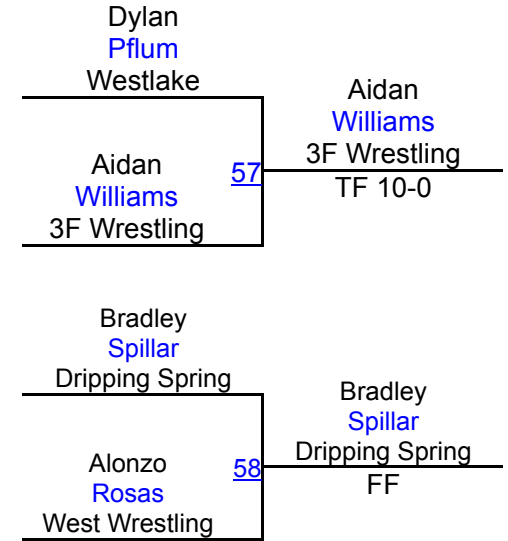 Dylan
Pflum
Westlake
Aidan
Williams
3F Wrestling
57
Aidan
Williams
3F Wrestling
TF 10-0
Bradley
Spillar
Dripping Spring
Alonzo
Rosas
West Wrestling
58
Bradley
Spillar
Dripping Spring
FF